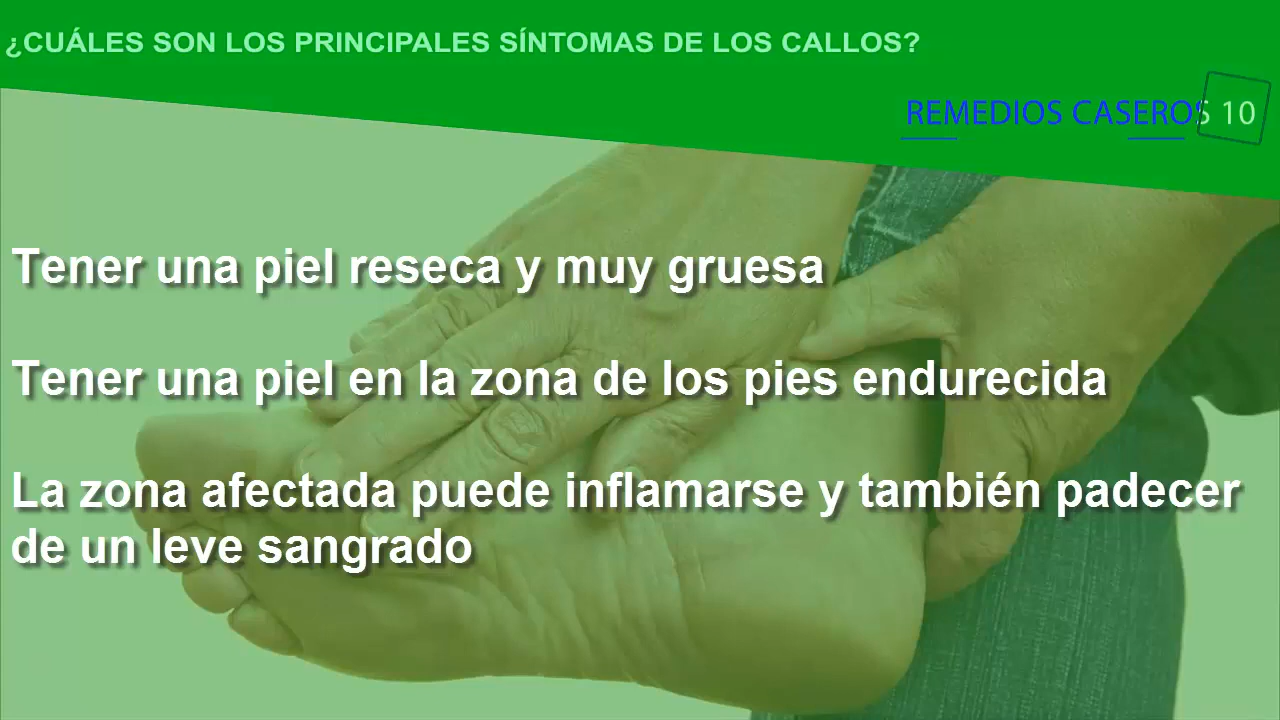 ¿CUÁLES SON LOS PRINCIPALES SÍNTOMAS DE LOS CALLOS?
REMEDIOS CASEROS 10
Tener una piel reseca y muy gruesa
Tener una piel en la zona de los pies endurecida
La zona afectada puede inflamarse y también padecer
de un leve sangrado